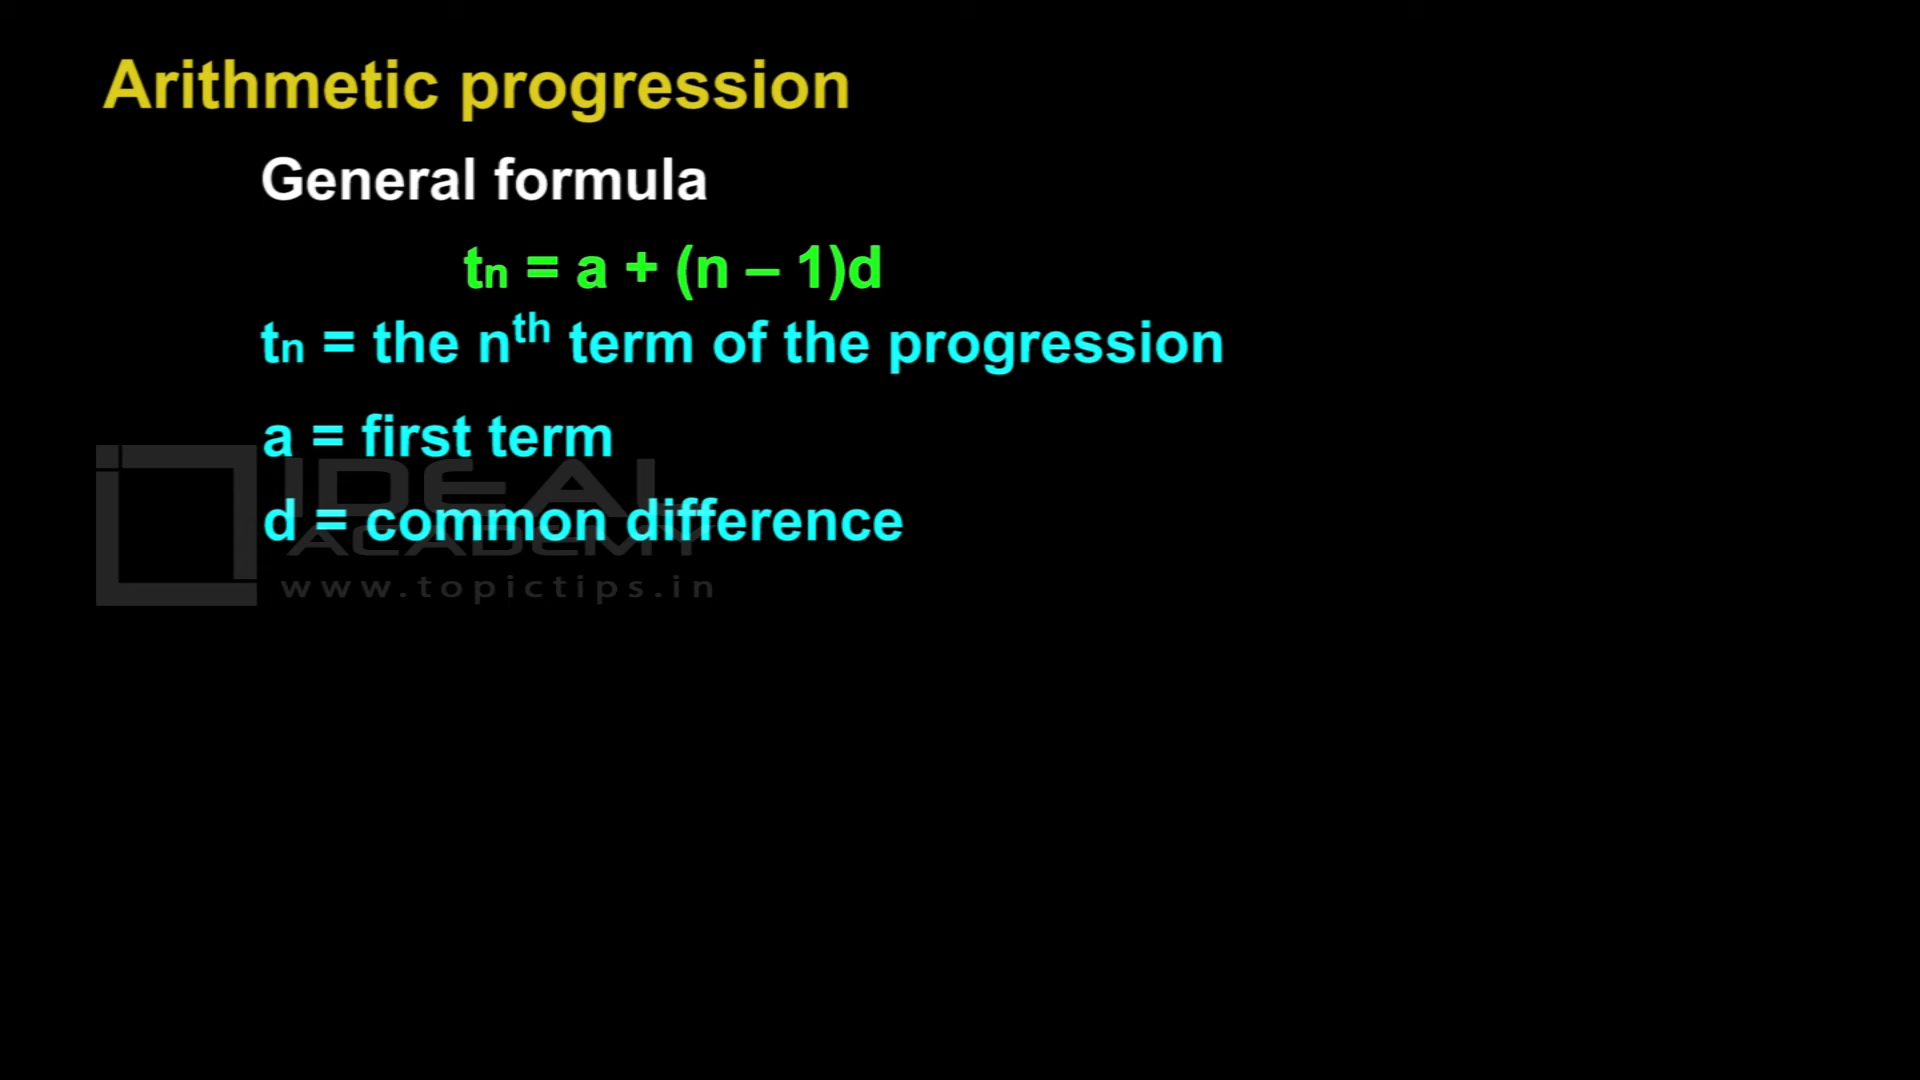 Arithmetic progression
General formula
tn = a + (n – 1)d
tn = the nth term of the progression
a = first term
d = common difference
IDEAL
ACADEMY
www.topictips.in